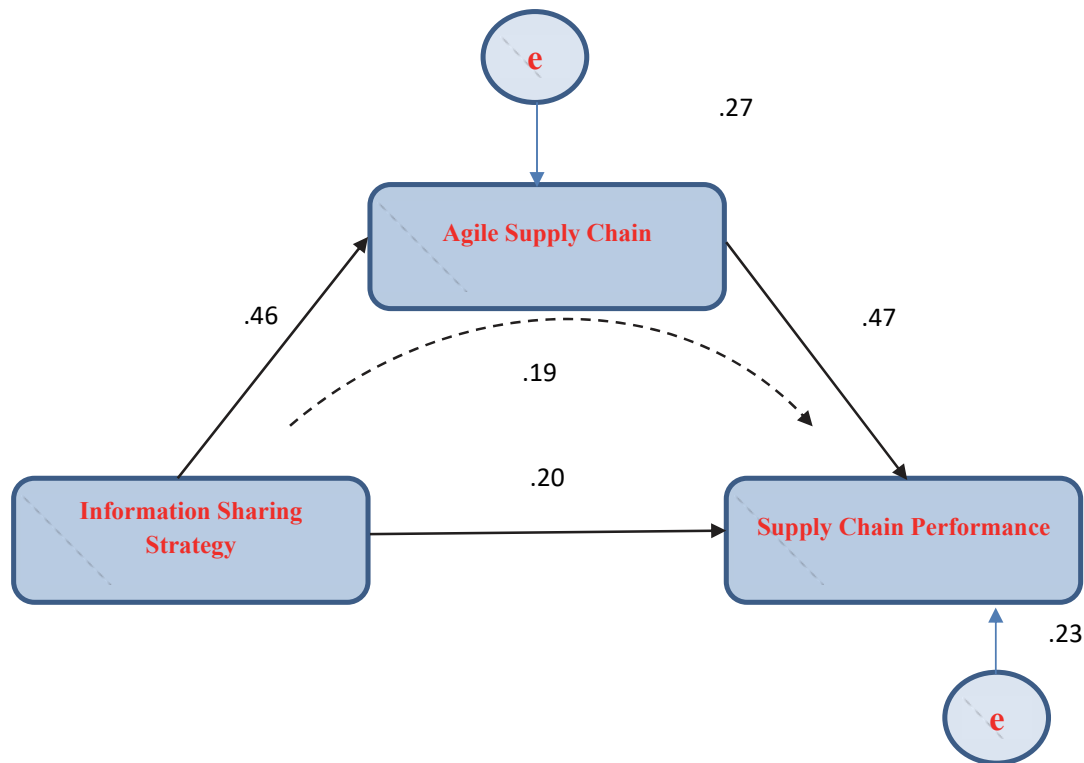 e
.27
Agile Supply Chain
.46
.47
.19
.20
Information Sharing
Strategy
Supply Chain Performance
.23
e